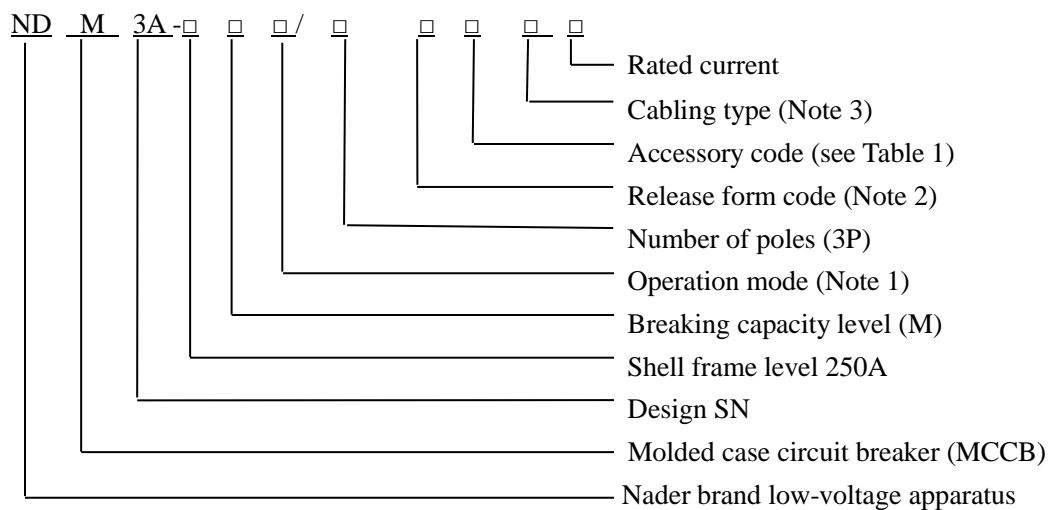 ND M 3A -□ □ □ / □ □ □ □ □
Rated current
Cabling type (Note 3)
Accessory code (see Table 1)
Release form code (Note 2)
Number of poles (3P)
Operation mode (Note 1)
Breaking capacity level (M)
Shell frame level 250A
Design SN
Molded case circuit breaker (MCCB)
Nader brand low-voltage apparatus